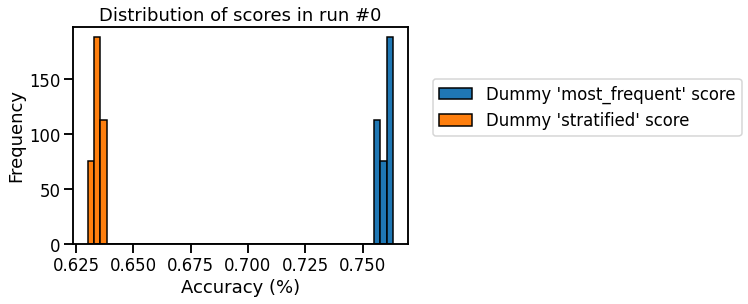 Distribution of scores in run #0
Frequency
150
100
50
0
0.625 0.650 0.675 0.700 0.725 0.750
Accuracy (%)
Dummy 'most_frequent' score
Dummy 'stratified' score